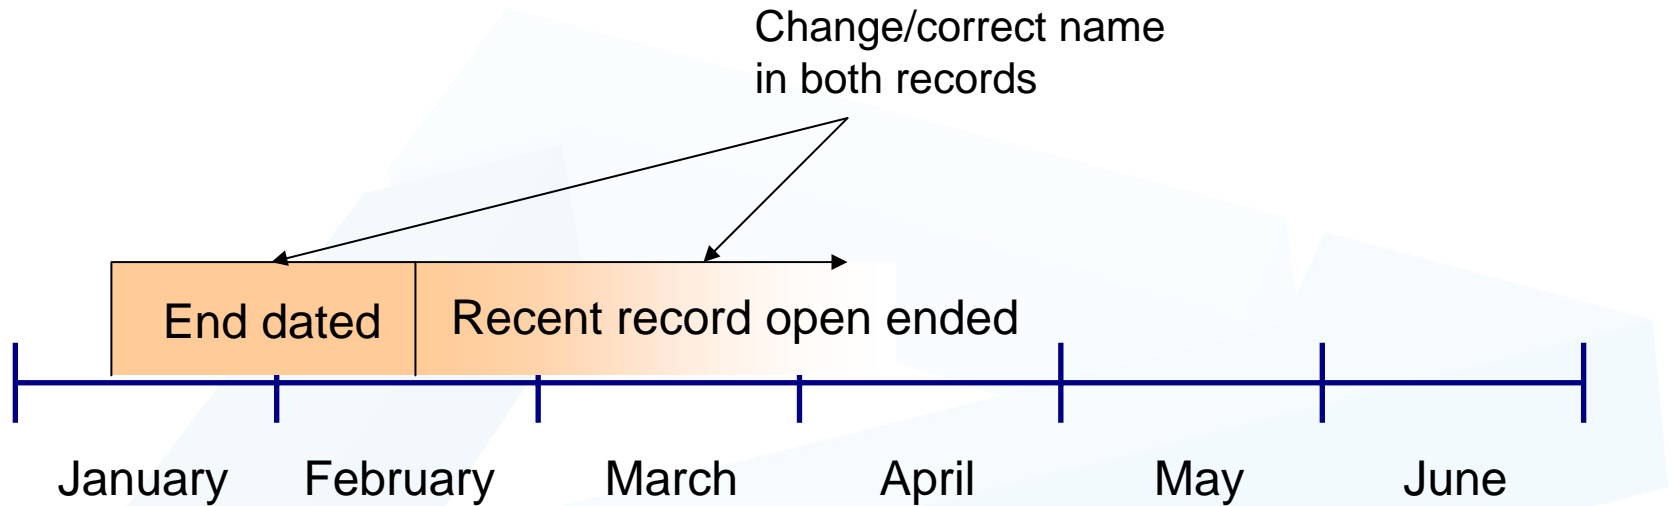 Change/correct name
in both records
End dated
Recent record open ended
January
February
March
April
May
June